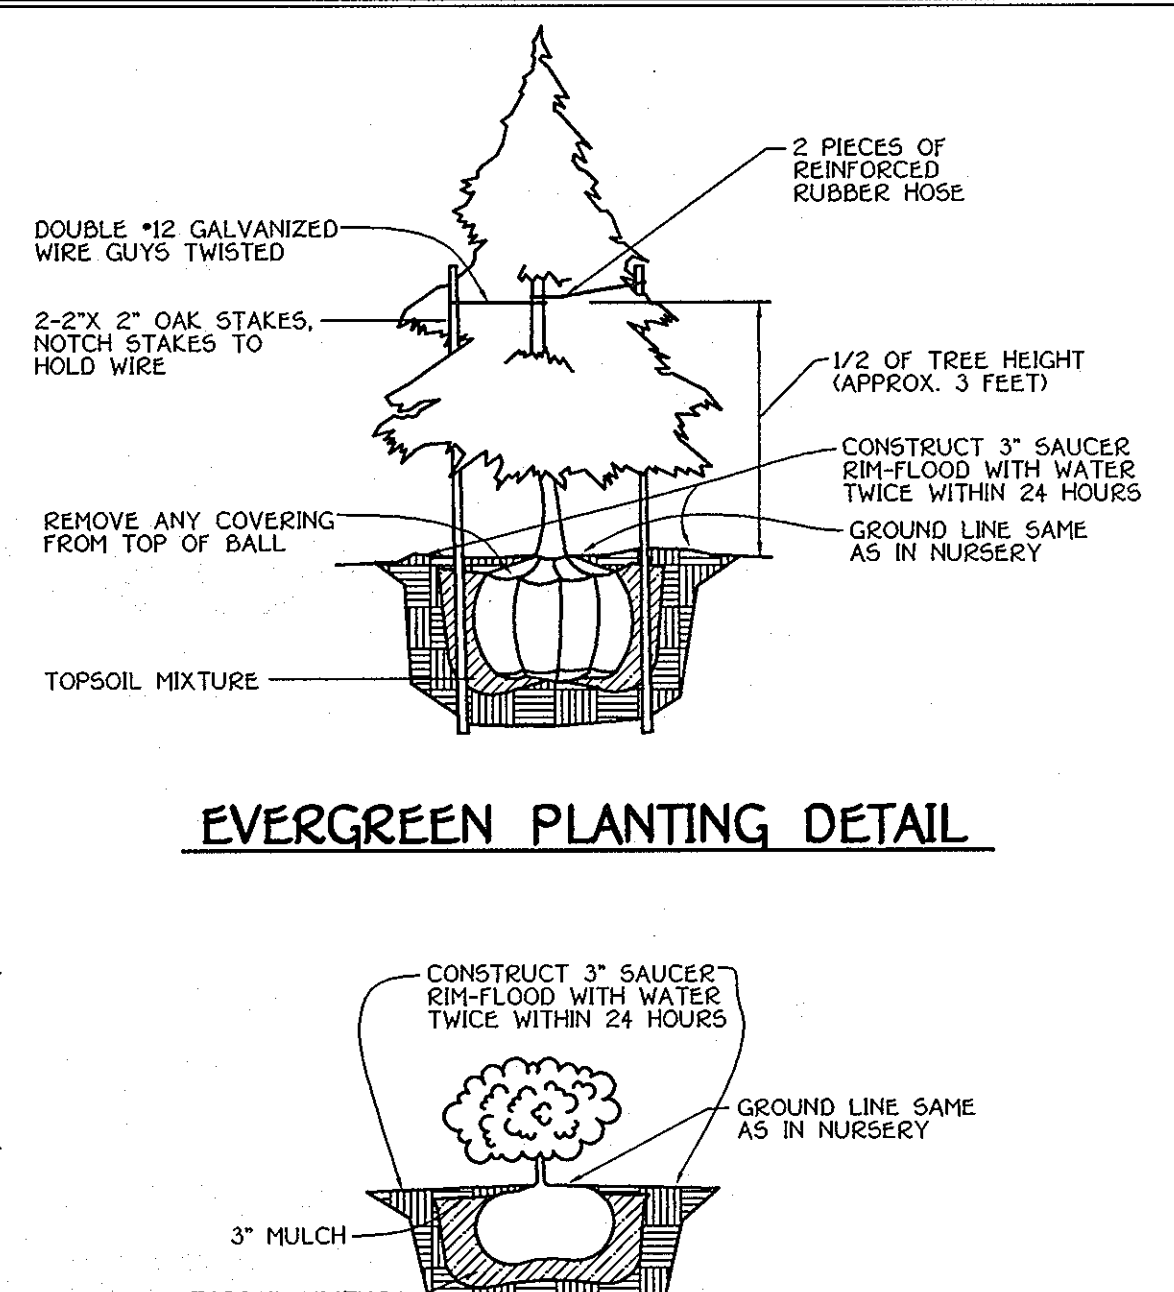 2 PIECES OF
REINFORCED
RUBBER HOSE
DOUBLE •12 GALVANIZED
WIRE GUYS TWISTED
2-2"X 2" OAK STAKES,
NOTCH STAKES TO
HOLD WIRE
1/2 OF TREE HEIGHT
(APPROX. 3 FEET)
CONSTRUCT 3" SAUCER
RIM-FLOOD WITH WATER
TWICE WITHIN 24 HOURS
REMOVE ANY COVERING
FROM TOP OF BALL
GROUND LINE SAME
AS IN NURSERY
TOPSOIL MIXTURE
EVERGREEN PLANTING DETAIL
CONSTRUCT 3" SAUCER
RIM-FLOOD WITH WATER
TWICE WITHIN 24 HOURS
GROUND LINE SAME
AS IN NURSERY
3" MULCH